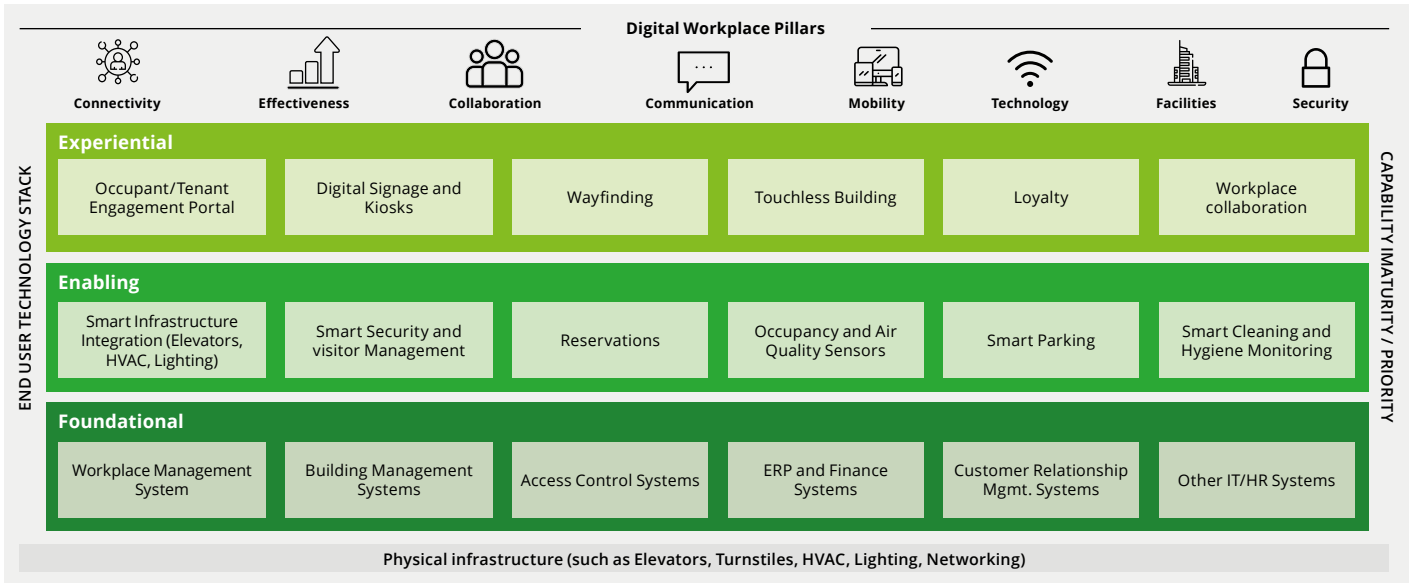 Digital Workplace Pillars
Connectivity
Effectiveness
Collaboration
Communication
Mobility
Technology
Facilities
Security
END USER TECHNOLOGY STACK
CAPABILITY IMATURITY / PRIORITY
Experiential
Occupant/Tenant
Engagement Portal
Digital Signage and
Kiosks
Wayfinding
Touchless Building
Loyalty
Workplace
collaboration
Enabling
Smart Infrastructure
Integration (Elevators,
HVAC, Lighting)
Smart Security and
visitor Management
Reservations
Occupancy and Air
Quality Sensors
Smart Parking
Smart Cleaning and
Hygiene Monitoring
Foundational
Workplace Management
System
Building Management
Systems
Access Control Systems
ERP and Finance
Systems
Customer Relationship
Mgmt. Systems
Other IT/HR Systems
Physical infrastructure (such as Elevators, Turnstiles, HVAC, Lighting, Networking)